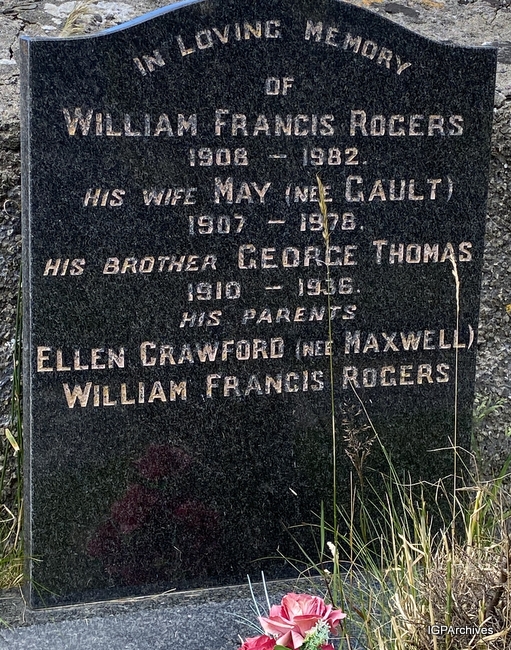 IN LOVING MEMORY
OF
WILLIAM FRANCIS ROGERS
1908 – 1982.
HIS WIFE MAY (NEE GAULT)
1907 – 1978.
HIS BROTHER GEORGE THOMAS
1910 – 1936.
HIS PARENTS
ELLEN CRAWFORD (NEE MAXWELL)
WILLIAM FRANCIS ROGERS
IGPArchives